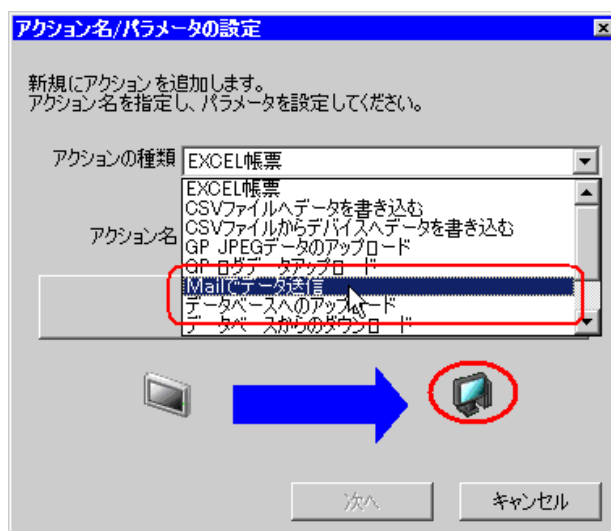 アクション名/パラメータの設定
新規にアクションを追加します。
アクション名を指定し、パラメータを設定してください。
アクションの種類 EXCEL帳票
EXCEL帳票
CSVファイルへデータを書き込む
アクション名 CSVファイルからデバイスへデータを書き込む
GP JPEGデータのアップロード
GP ログデータアップロード
Mailにデータ送信
データベースへのアップロード
データベースからのダウンロード
次へ キャンセル